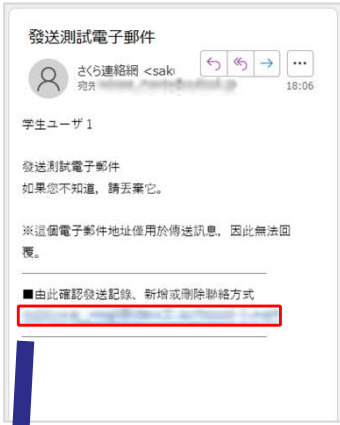 發送測試電子郵件
さくら連絡網 <saku
宛先
18:06
学生ユーザ1
發送測試電子郵件
如果您不知道，請丟棄它。
※這個電子郵件地址僅用於傳送訊息，因此無法回
覆。
■由此確認發送記錄、新增或刪除聯絡方式